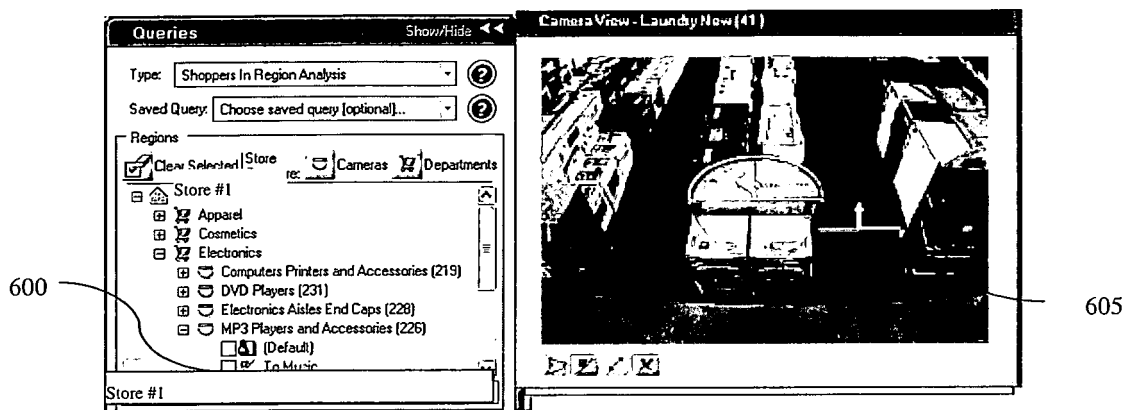 Queries Show/Hide
Type: Shoppers In Region Analysis
Saved Query: Choose saved query (optional)...
Regions
Clear Selected Store
re: Cameras Departments
Store #1
Apparel
Cosmetics
Electronics
Computers Printers and Accessories (219)
DVD Players (231)
Electronics Aisles End Caps (228)
MP3 Players and Accessories (226)
(Default)
To Music
Store #1
600
Camera View - Laundry New (41)
605